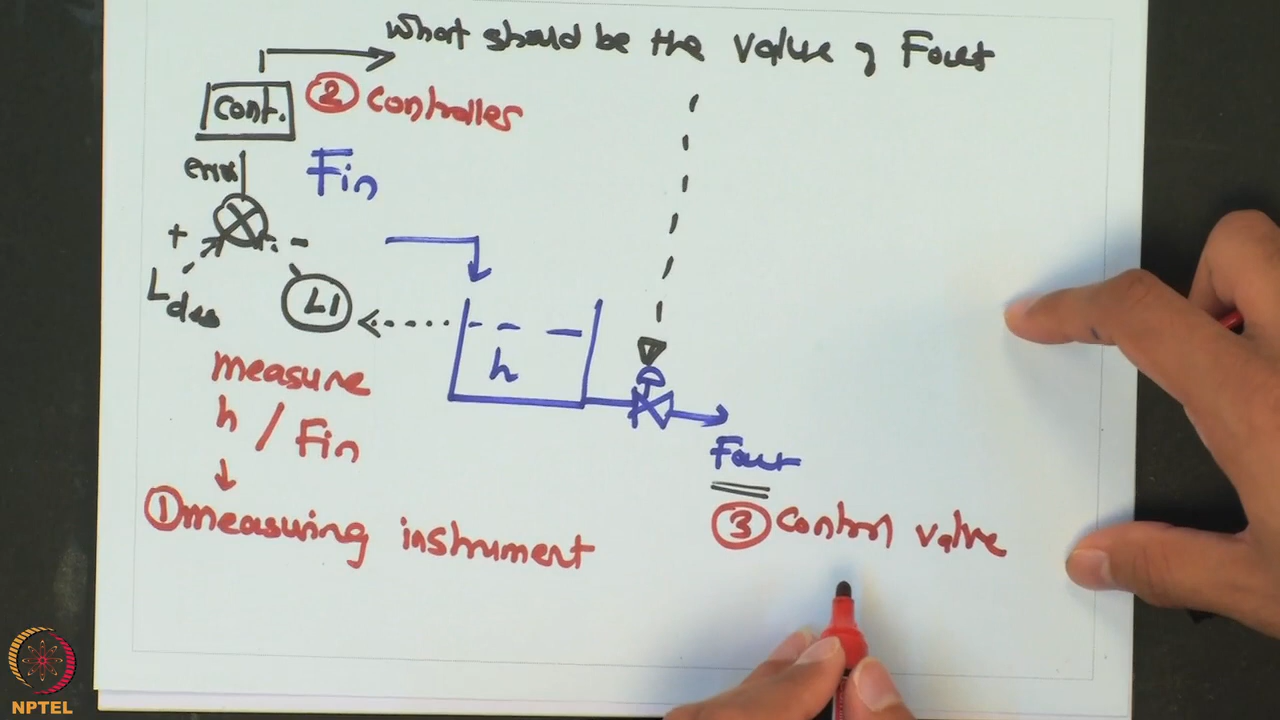 What should be the value of Fout
Cont.
② Controller
error
Fin
+
-
Ldes
LI
h
measure
h / Fin
① measuring instrument
Fout
③ Control valve
NPTEL